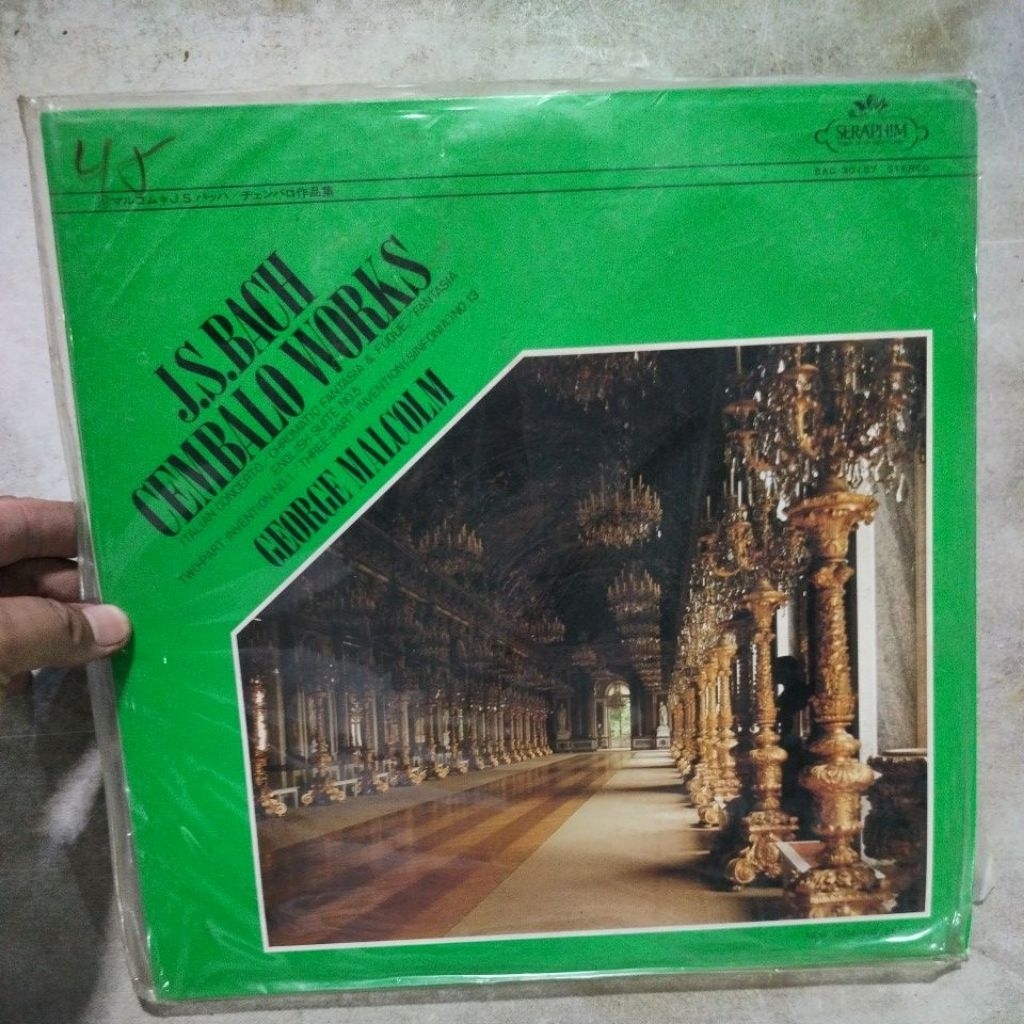 45
SERAPHIM
EAC-30187 STEREO
マルコム✦J.S.バッハ/チェンバロ作品集
J.S.BACH
CEMBALO WORKS
ITALIAN CONCERTO · CHROMATIC FANTASIA & FUGUE · FANTASIA
ENGLISH SUITE NO.5
TWO-PART INVENTION NO.1 · THREE-PART INVENTION (SINFONIA) NO.13
GEORGE MALCOLM